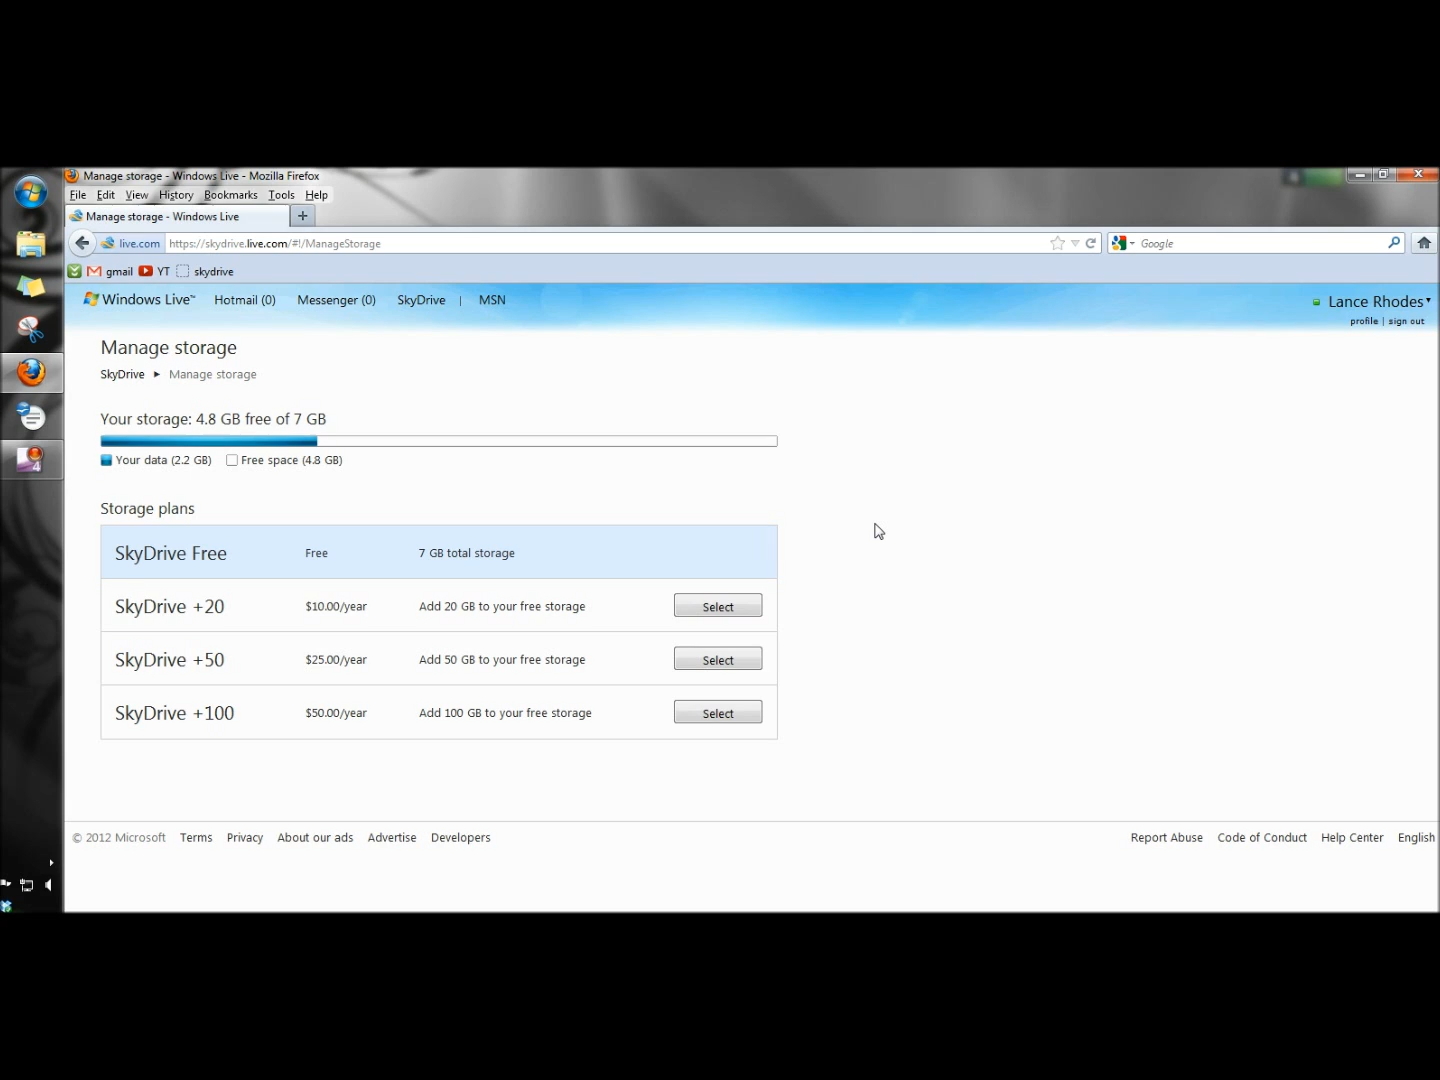 Manage storage - Windows Live - Mozilla Firefox
File Edit View History Bookmarks Tools Help
Manage storage - Windows Live +
live.com https://skydrive.live.com/#!/ManageStorage Google
gmail YT skydrive
Windows Live™ Hotmail (0) Messenger (0) SkyDrive | MSN Lance Rhodes
profile | sign out
Manage storage
SkyDrive ▸ Manage storage
Your storage: 4.8 GB free of 7 GB
Your data (2.2 GB) Free space (4.8 GB)
Storage plans
SkyDrive Free Free 7 GB total storage
SkyDrive +20 $10.00/year Add 20 GB to your free storage Select
SkyDrive +50 $25.00/year Add 50 GB to your free storage Select
SkyDrive +100 $50.00/year Add 100 GB to your free storage Select
© 2012 Microsoft Terms Privacy About our ads Advertise Developers Report Abuse Code of Conduct Help Center English